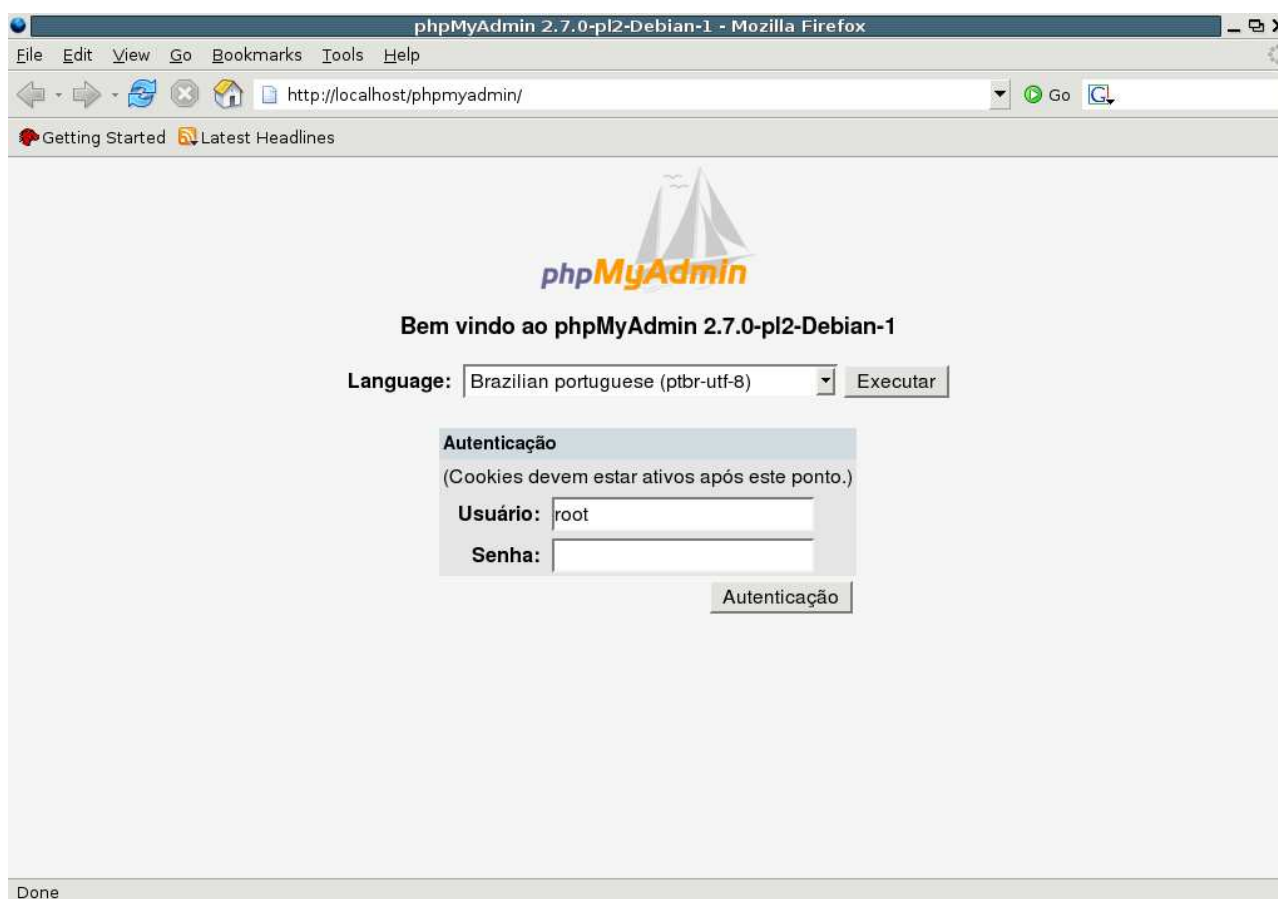 phpMyAdmin 2.7.0-pl2-Debian-1 - Mozilla Firefox
File Edit View Go Bookmarks Tools Help
http://localhost/phpmyadmin/ Go G
Getting Started Latest Headlines
phpMyAdmin
Bem vindo ao phpMyAdmin 2.7.0-pl2-Debian-1
Language: Brazilian portuguese (ptbr-utf-8) Executar
Autenticação
(Cookies devem estar ativos após este ponto.)
Usuário: root
Senha:
Autenticação
Done